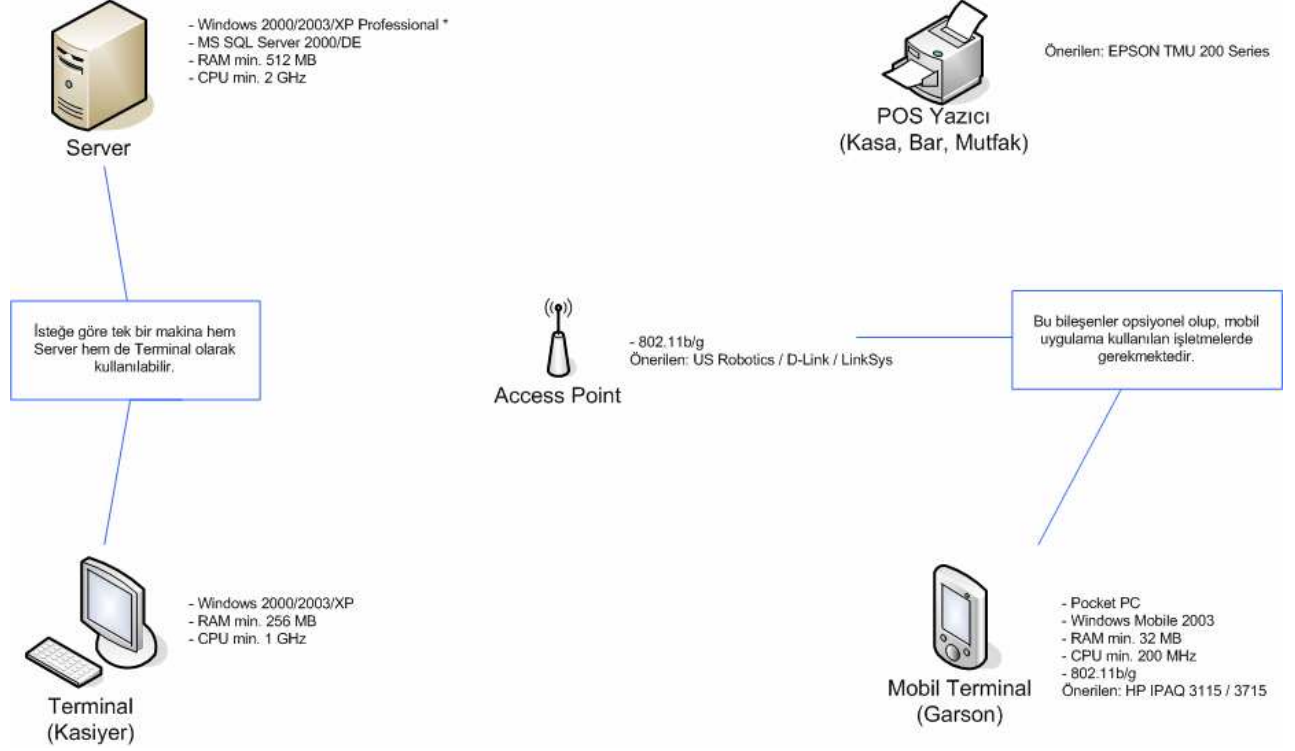 - Windows 2000/2003/XP Professional *
- MS SQL Server 2000/DE
- RAM min. 512 MB
- CPU min. 2 GHz
Server
Önerilen: EPSON TMU 200 Series
POS Yazıcı
(Kasa, Bar, Mutfak)
İsteğe göre tek bir makina hem
Server hem de Terminal olarak
kullanılabilir.
- 802.11b/g
Önerilen: US Robotics / D-Link / LinkSys
Access Point
Bu bileşenler opsiyonel olup, mobil
uygulama kullanılan işletmelerde
gerekmektedir.
- Windows 2000/2003/XP
- RAM min. 256 MB
- CPU min. 1 GHz
Terminal
(Kasiyer)
- Pocket PC
- Windows Mobile 2003
- RAM min. 32 MB
- CPU min. 200 MHz
- 802.11b/g
Önerilen: HP IPAQ 3115 / 3715
Mobil Terminal
(Garson)